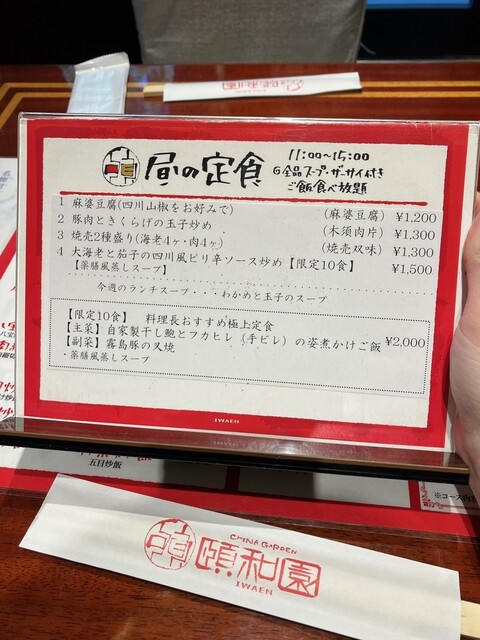 頤和園
昼の定食
11:00~15:00
全品スープ・ザーサイ付き
ご飯食べ放題
1 麻婆豆腐(四川山椒をお好みで) (麻婆豆腐) ¥1,200
2 豚肉ときくらげの玉子炒め (木須肉片) ¥1,300
3 焼売2種盛り(海老4ヶ・肉4ヶ) (焼売双味) ¥1,300
4 大海老と茄子の四川風ピリ辛ソース炒め【限定10食】 ¥1,500
【薬膳風蒸しスープ】
今週のランチスープ・・・わかめと玉子のスープ
【限定10食】 料理長おすすめ極上定食
【主菜】自家製干し鮑とフカヒレ(手ビレ)の姿煮かけご飯 ¥2,000
【副菜】霧島豚の叉焼
・薬膳風蒸しスープ
IWAEN
五目炒飯
CHINA GARDEN
頤和園
IWAEN